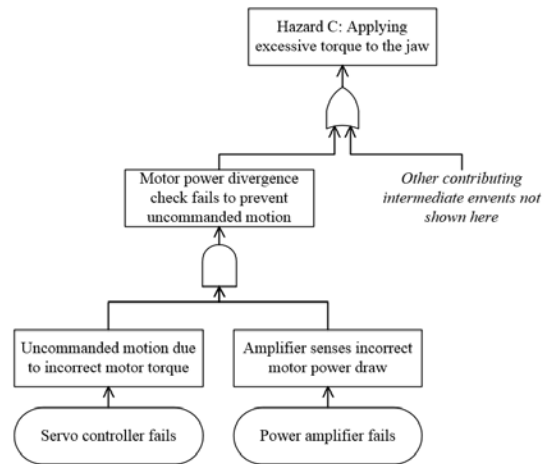 Hazard C: Applying
excessive torque to the jaw
Motor power divergence
check fails to prevent
uncommanded motion
Other contributing
intermediate envents not
shown here
Uncommanded motion due
to incorrect motor torque
Amplifier senses incorrect
motor power draw
Servo controller fails
Power amplifier fails